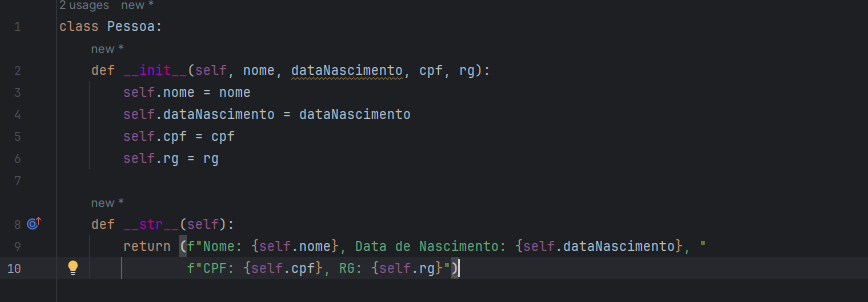 2 usages new *
1 class Pessoa:
new *
2 def __init__(self, nome, dataNascimento, cpf, rg):
3 self.nome = nome
4 self.dataNascimento = dataNascimento
5 self.cpf = cpf
6 self.rg = rg
7
new *
8 def __str__(self):
9 return (f"Nome: {self.nome}, Data de Nascimento: {self.dataNascimento}, "
10 f"CPF: {self.cpf}, RG: {self.rg}")